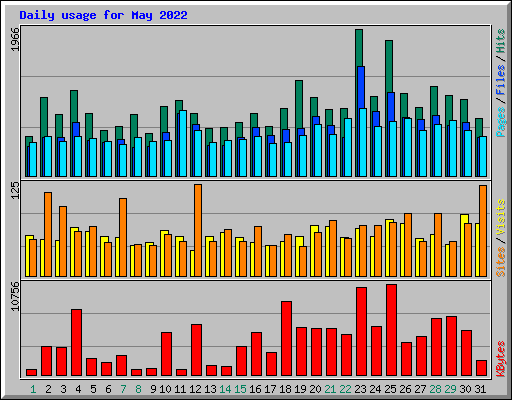 Daily usage for May 2022
1966
Pages / Files / Hits
125
Sites / Visits
10756
KBytes
1 2 3 4 5 6 7 8 9 10 11 12 13 14 15 16 17 18 19 20 21 22 23 24 25 26 27 28 29 30 31